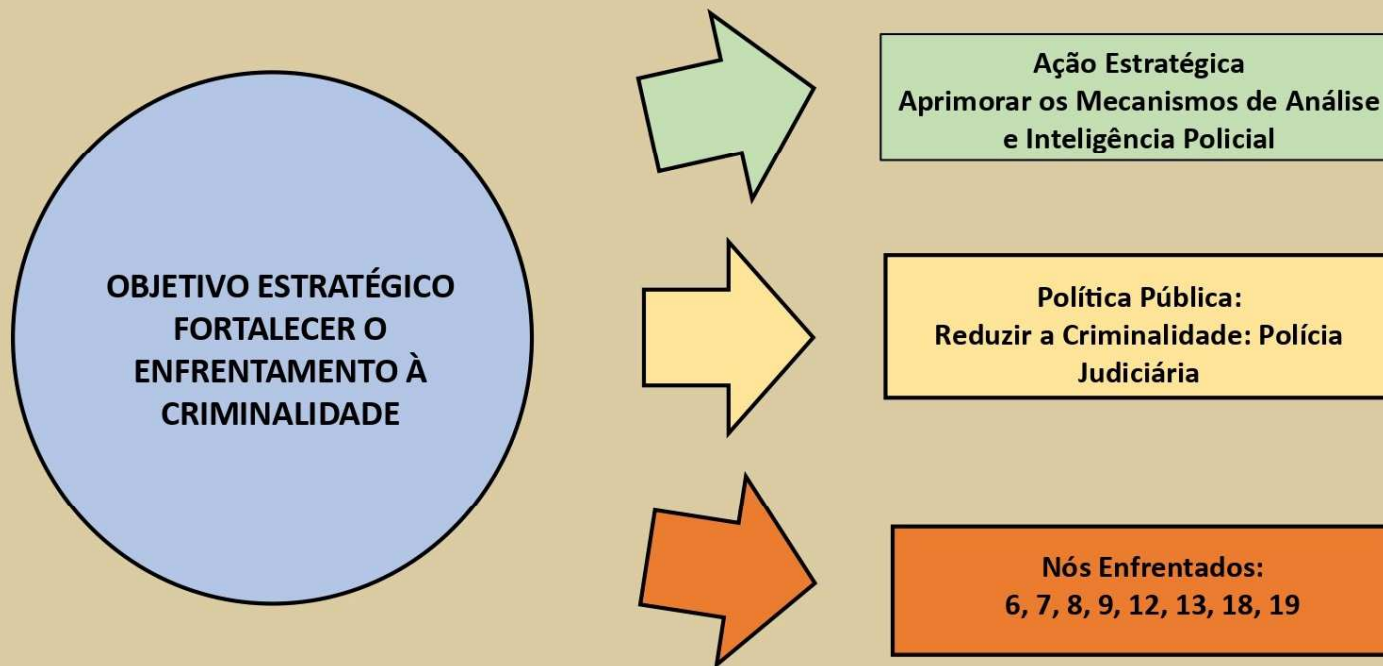 OBJETIVO ESTRATÉGICO
FORTALECER O
ENFRENTAMENTO À
CRIMINALIDADE
Ação Estratégica
Aprimorar os Mecanismos de Análise
e Inteligência Policial
Política Pública:
Reduzir a Criminalidade: Polícia
Judiciária
Nós Enfrentados:
6, 7, 8, 9, 12, 13, 18, 19